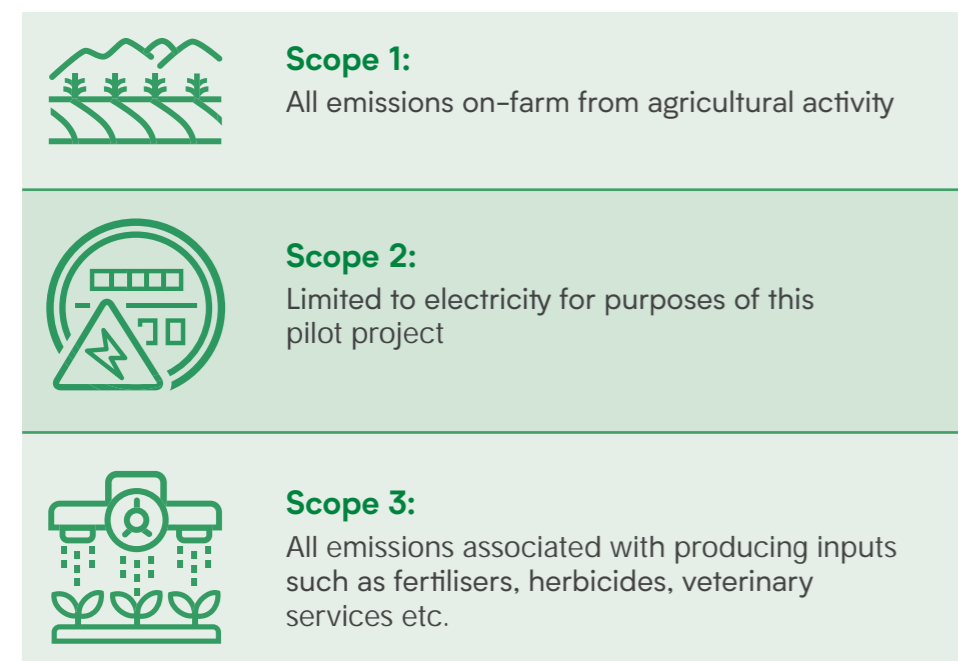 Scope 1:
All emissions on-farm from agricultural activity
Scope 2:
Limited to electricity for purposes of this
pilot project
Scope 3:
All emissions associated with producing inputs
such as fertilisers, herbicides, veterinary
services etc.